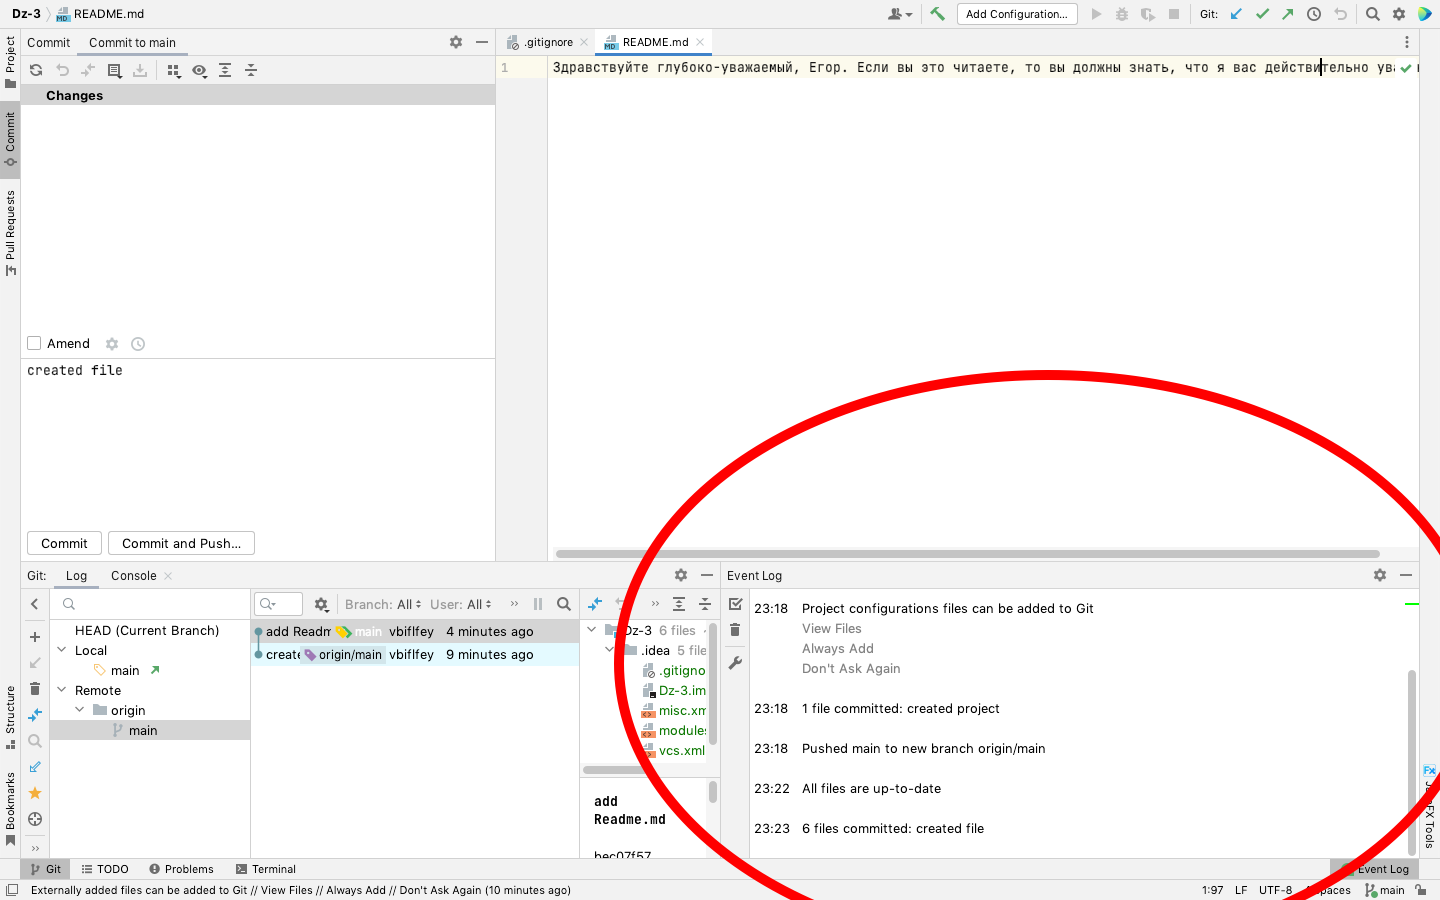 Dz-3 README.md Add Configuration... Git:
Project
Commit
Pull Requests
Structure
Bookmarks
Commit Commit to main
Changes
Amend
created file
Commit Commit and Push...
.gitignore README.md
1 Здравствуйте глубоко-уважаемый, Егор. Если вы это читаете, то вы должны знать, что я вас действительно ува
Git: Log Console
HEAD (Current Branch)
Local
main
Remote
origin
main
Branch: All User: All
add Readm main vbiflfey 4 minutes ago
create origin/main vbiflfey 9 minutes ago
Dz-3 6 files
.idea 5 file
.gitigno
Dz-3.im
misc.xm
modules
vcs.xml
add
Readme.md
bec07f57
Event Log
23:18 Project configurations files can be added to Git
View Files
Always Add
Don't Ask Again
23:18 1 file committed: created project
23:18 Pushed main to new branch origin/main
23:22 All files are up-to-date
23:23 6 files committed: created file
Tools
Git TODO Problems Terminal Event Log
Externally added files can be added to Git // View Files // Always Add // Don't Ask Again (10 minutes ago) 1:97 LF UTF-8 main